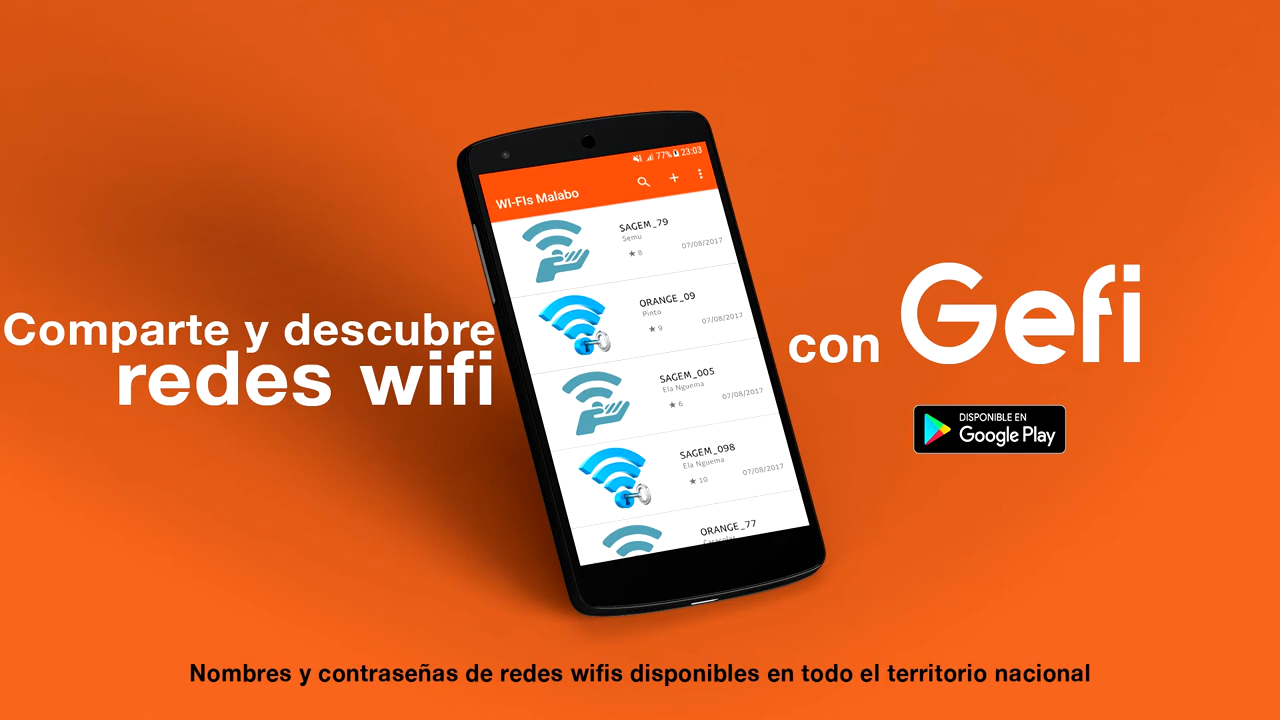 Comparte y descubre
redes wifi
con Gefi
DISPONIBLE EN
Google Play
77% 23:03
WI-FIs Malabo
SAGEM_79
Semu
8
07/08/2017
ORANGE_09
Pinto
9
07/08/2017
SAGEM_005
Ela Nguema
6
07/08/2017
SAGEM_098
Ela Nguema
10
07/08/2017
ORANGE_77
Nombres y contraseñas de redes wifis disponibles en todo el territorio nacional